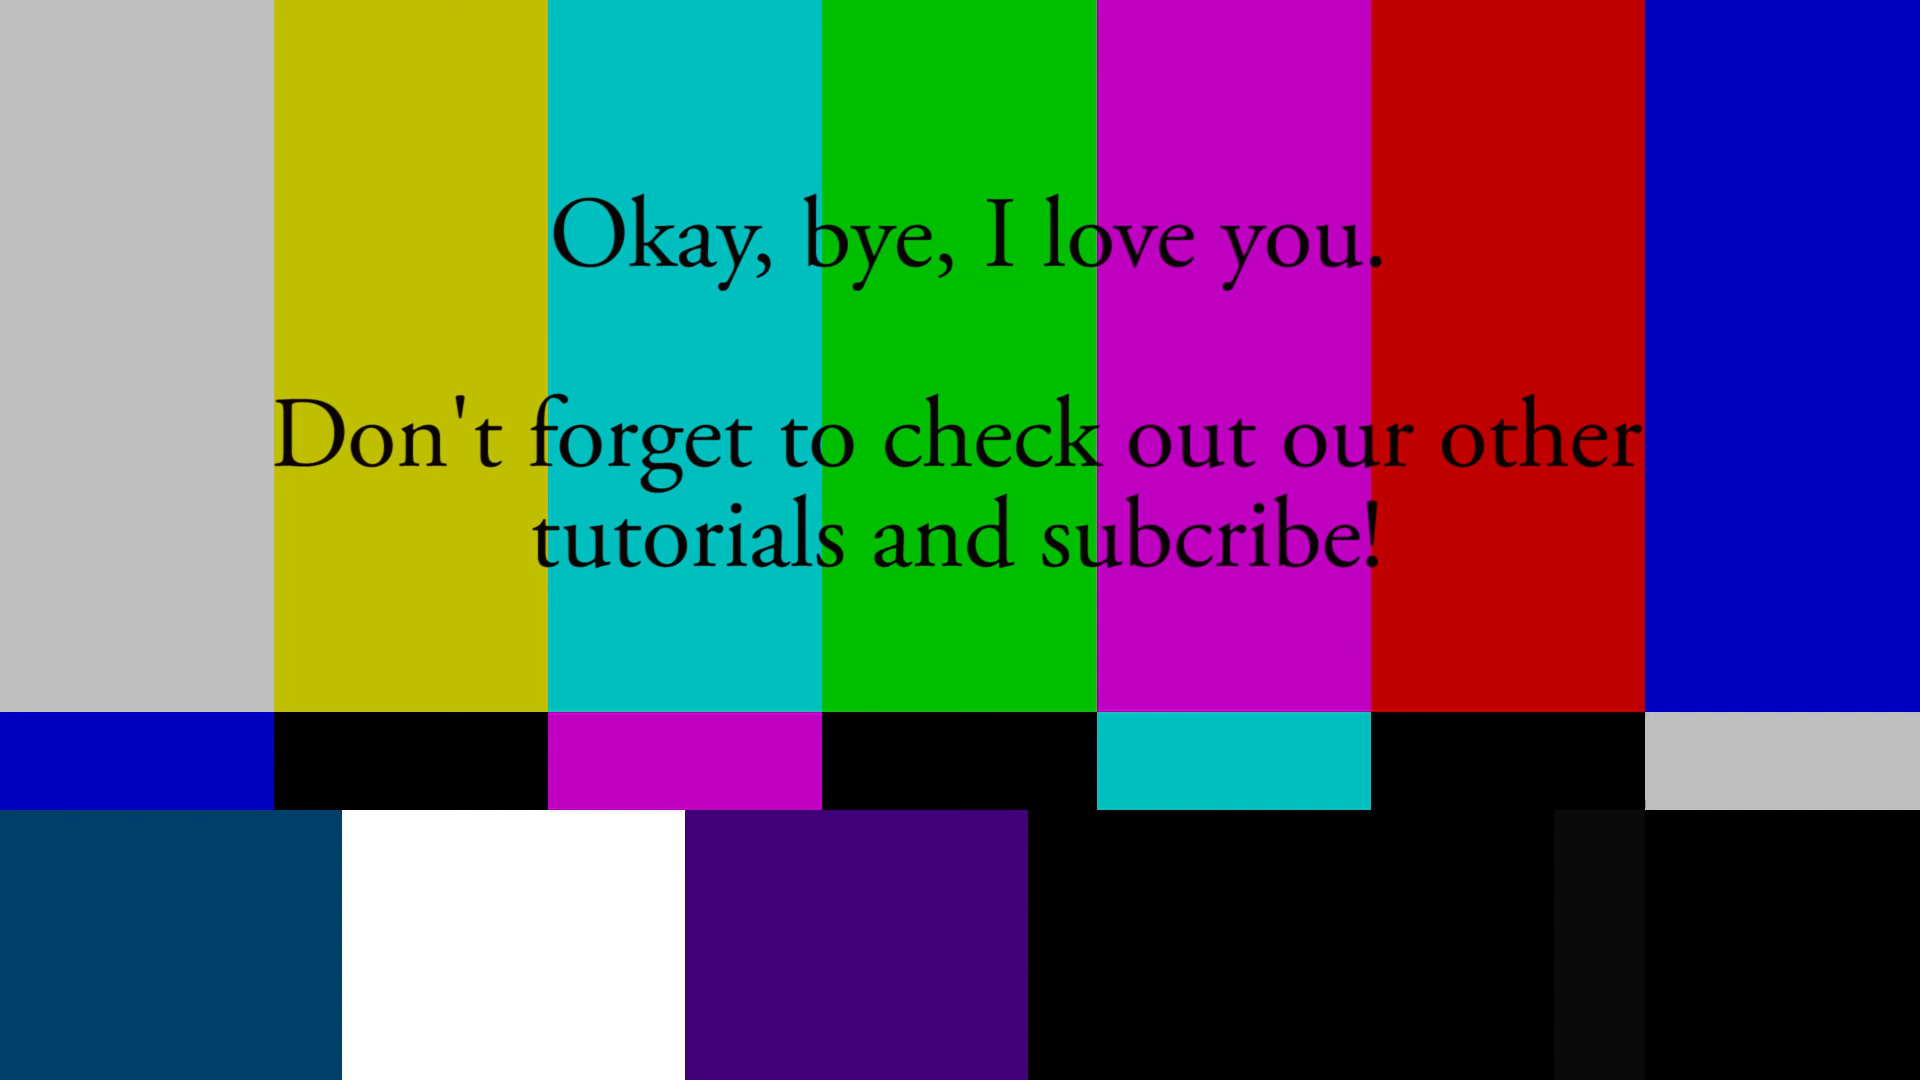 Okay, bye, I love you.
Don't forget to check out our other
tutorials and subcribe!